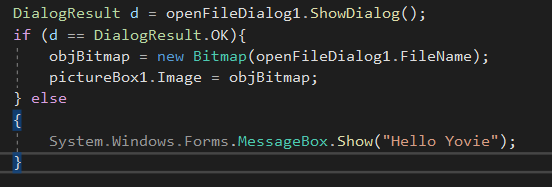 DialogResult d = openFileDialog1.ShowDialog();
if (d == DialogResult.OK){
    objBitmap = new Bitmap(openFileDialog1.FileName);
    pictureBox1.Image = objBitmap;
} else
{
    System.Windows.Forms.MessageBox.Show("Hello Yovie");
}